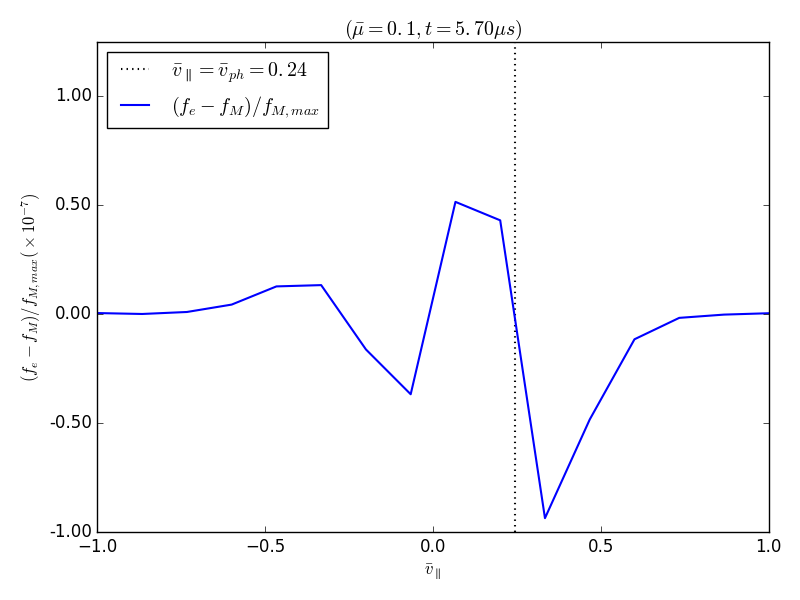 (μ̄ = 0.1, t = 5.70μs)
v̄∥ = v̄ph = 0.24
(fe − fM)/fM,max
1.00
0.50
0.00
-0.50
-1.00
(fe − fM)/fM,max(×10⁻⁷)
−1.0 −0.5 0.0 0.5 1.0
v̄∥